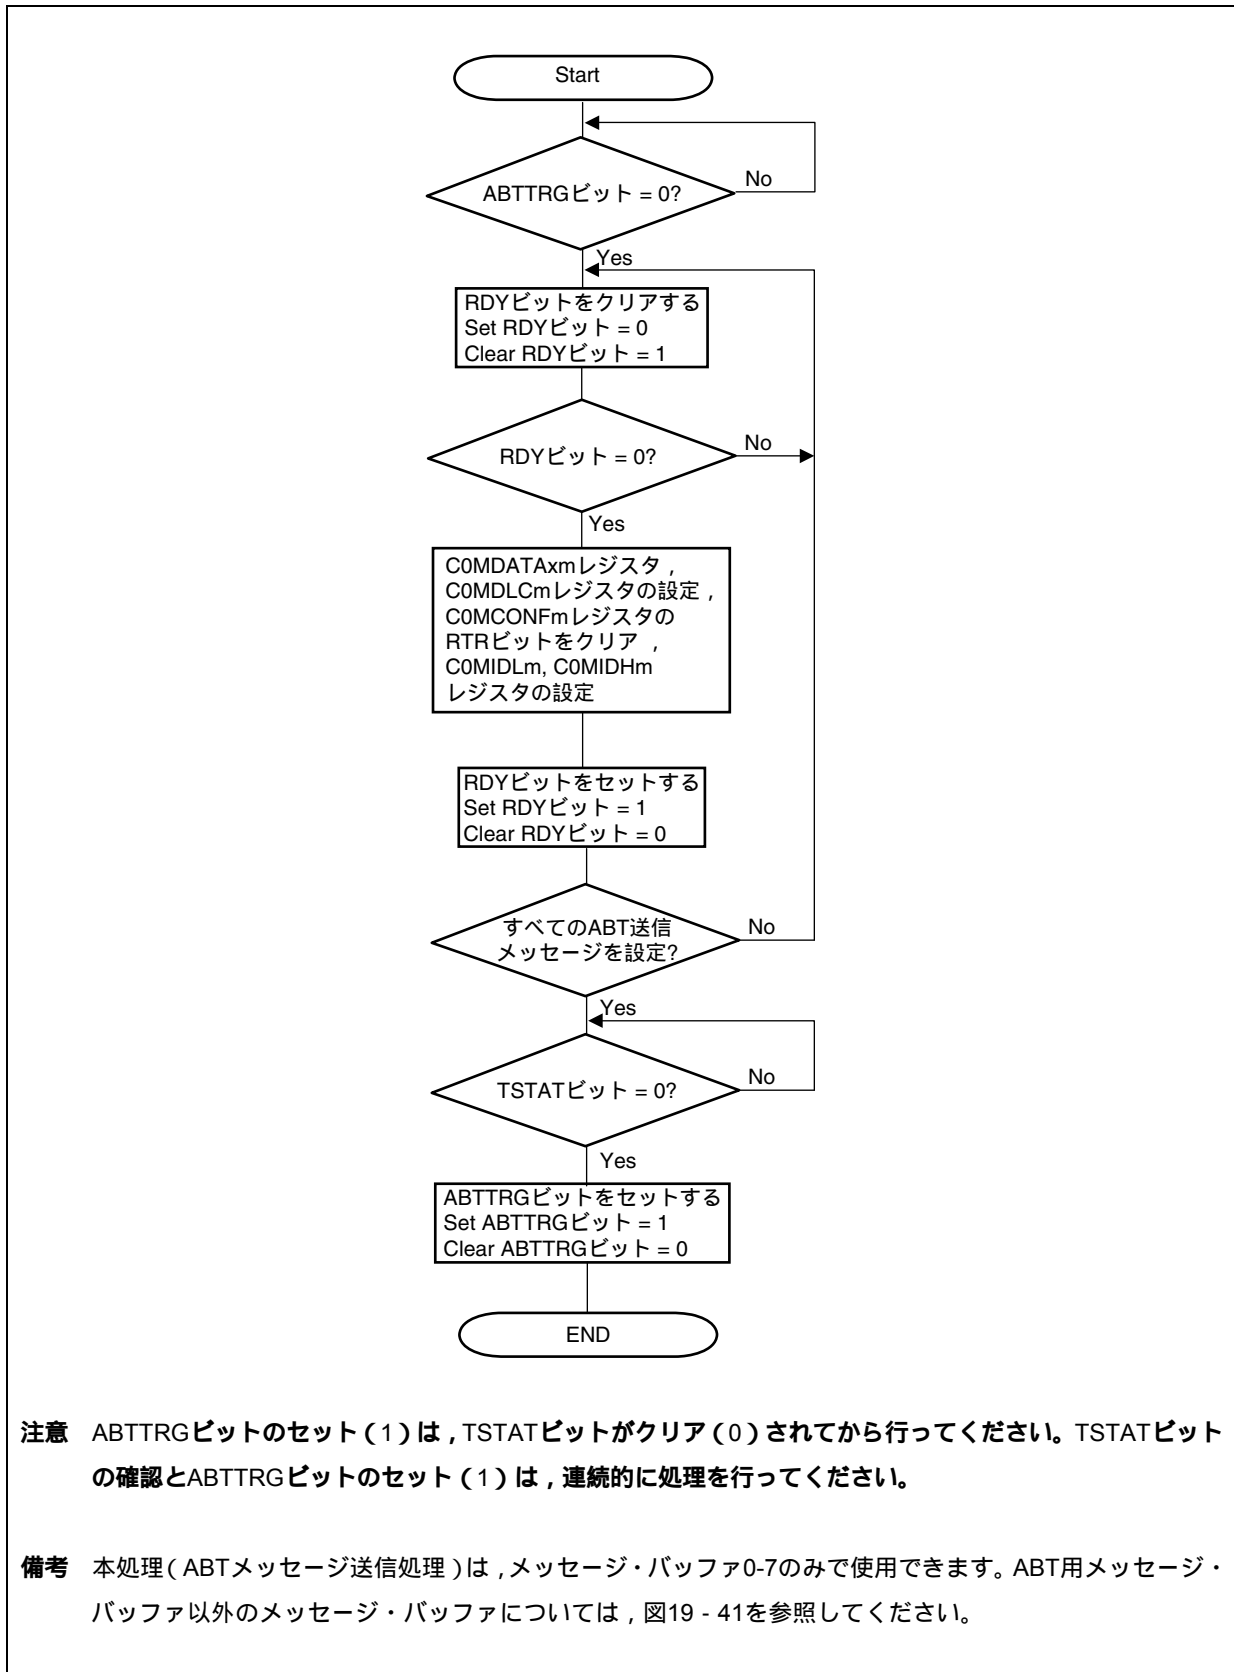 Start
ABTTRGビット = 0?
No
Yes
RDYビットをクリアする
Set RDYビット = 0
Clear RDYビット = 1
RDYビット = 0?
No
Yes
C0MDATAxmレジスタ，
C0MDLCmレジスタの設定，
C0MCONFmレジスタの
RTRビットをクリア ，
C0MIDLm, C0MIDHm
レジスタの設定
RDYビットをセットする
Set RDYビット = 1
Clear RDYビット = 0
すべてのABT送信
メッセージを設定?
No
Yes
TSTATビット = 0?
No
Yes
ABTTRGビットをセットする
Set ABTTRGビット = 1
Clear ABTTRGビット = 0
END
注意 ABTTRGビットのセット（1）は，TSTATビットがクリア（0）されてから行ってください。TSTATビット
の確認とABTTRGビットのセット（1）は，連続的に処理を行ってください。
備考 本処理（ABTメッセージ送信処理）は，メッセージ・バッファ0-7のみで使用できます。ABT用メッセージ・
バッファ以外のメッセージ・バッファについては，図19 - 41を参照してください。